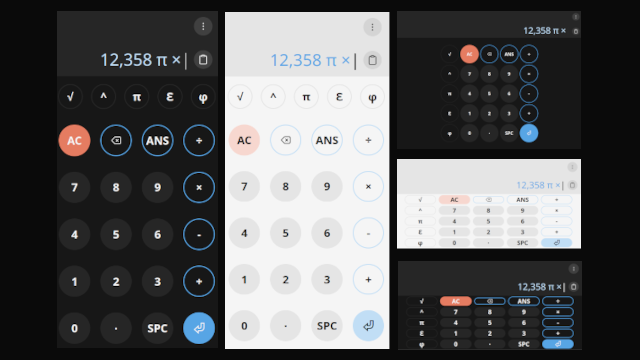 12,358 π ×
√ ^ π Ɛ φ
AC ANS ÷
7 8 9 ×
4 5 6 -
1 2 3 +
0 . SPC
12,358 π ×
√ ^ π Ɛ φ
AC ANS ÷
7 8 9 ×
4 5 6 -
1 2 3 +
0 . SPC
12,358 π ×
√ AC ANS ÷
^ 7 8 9 ×
π 4 5 6 -
Ɛ 1 2 3 +
φ 0 . SPC
12,358 π ×
√ AC ANS ÷
^ 7 8 9 ×
π 4 5 6 -
Ɛ 1 2 3 +
φ 0 . SPC
12,358 π ×
√ AC ANS ÷
^ 7 8 9 ×
π 4 5 6 -
Ɛ 1 2 3 +
φ 0 . SPC